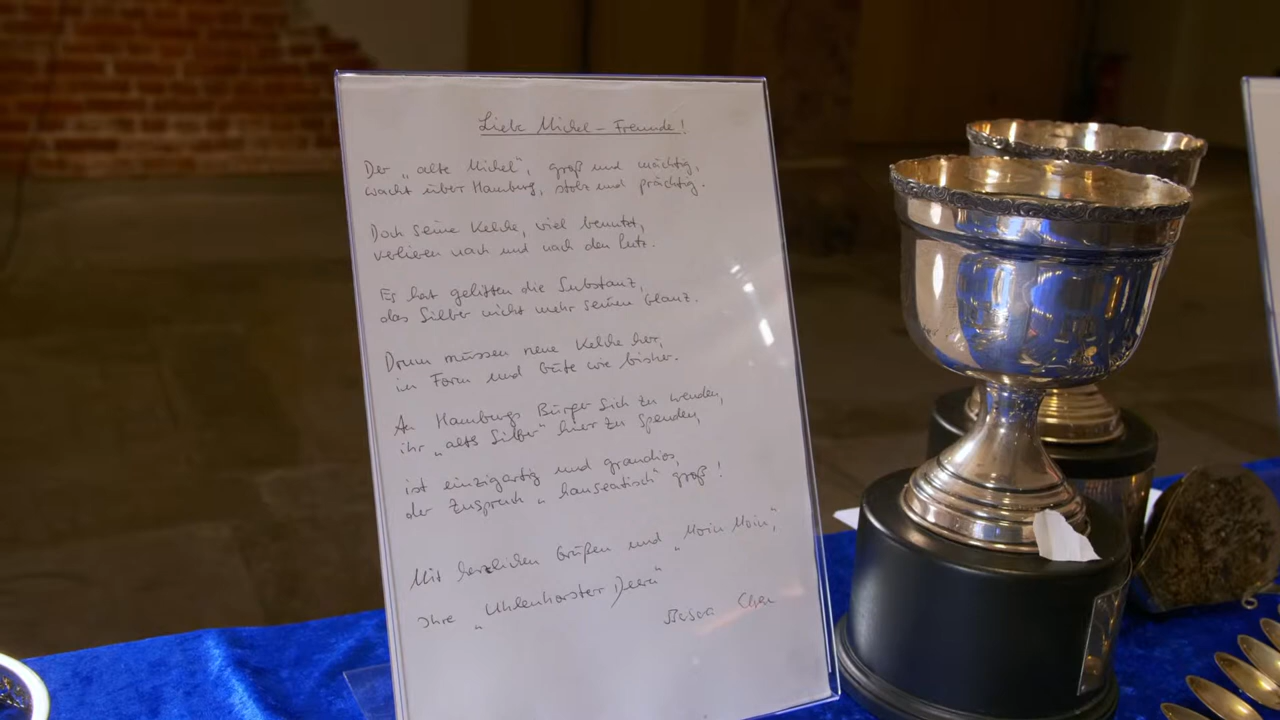 Liebe Michel-Freunde!
Der „alte Michel“, groß und mächtig,
wacht über Hamburg, stolz und prächtig.
Doch seine Kelche, viel benutzt,
verlieren nach und nach den Putz.
Es hat gelitten die Substanz,
das Silber nicht mehr seinen Glanz.
Drum müssen neue Kelche her,
in Form und Güte wie bisher.
An Hamburgs Bürger sich zu wenden,
ihr „altes Silber“ hier zu spenden,
ist einzigartig und grandios,
der Zuspruch „hanseatisch“ groß!
Mit herzlichen Grüßen und „Moin Moin“,
Ihre „Uhlenhorster Deern“